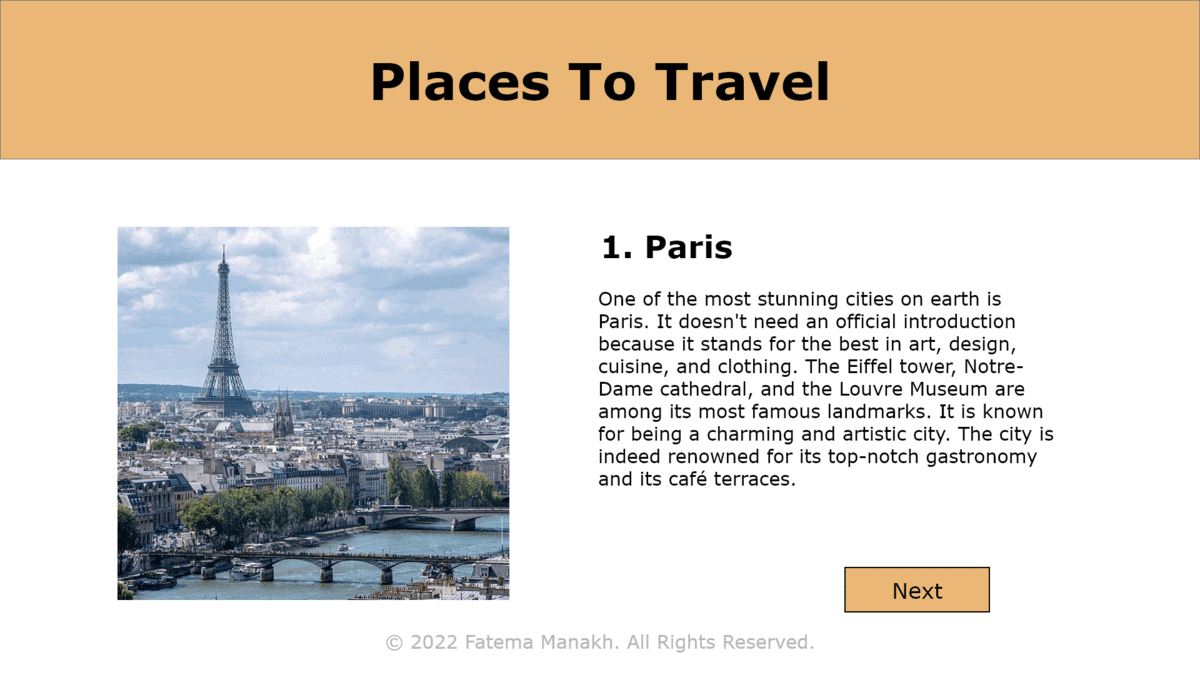 Places To Travel
1. Paris
One of the most stunning cities on earth is
Paris. It doesn't need an official introduction
because it stands for the best in art, design,
cuisine, and clothing. The Eiffel tower, Notre-
Dame cathedral, and the Louvre Museum are
among its most famous landmarks. It is known
for being a charming and artistic city. The city is
indeed renowned for its top-notch gastronomy
and its café terraces.
Next
© 2022 Fatema Manakh. All Rights Reserved.